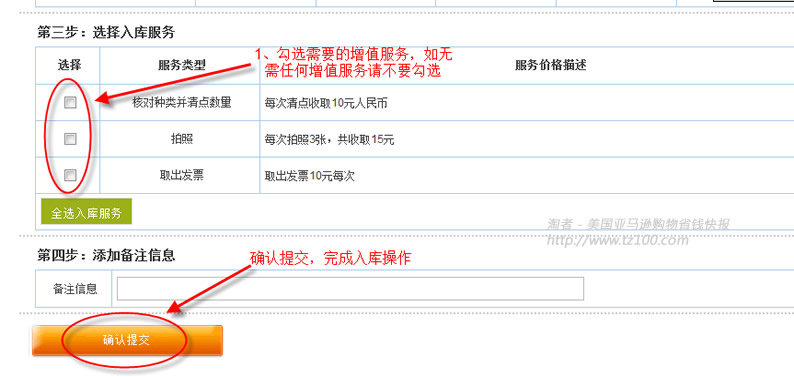 第三步：选择入库服务
选择 服务类型 服务价格描述
1、勾选需要的增值服务，如无
需任何增值服务请不要勾选
核对种类并清点数量 每次清点收取10元人民币
拍照 每次拍照3张，共收取15元
取出发票 取出发票10元每次
全选入库服务
淘者 - 美国亚马逊购物省钱快报
http://www.tz100.com
第四步：添加备注信息
确认提交，完成入库操作
备注信息
确认提交